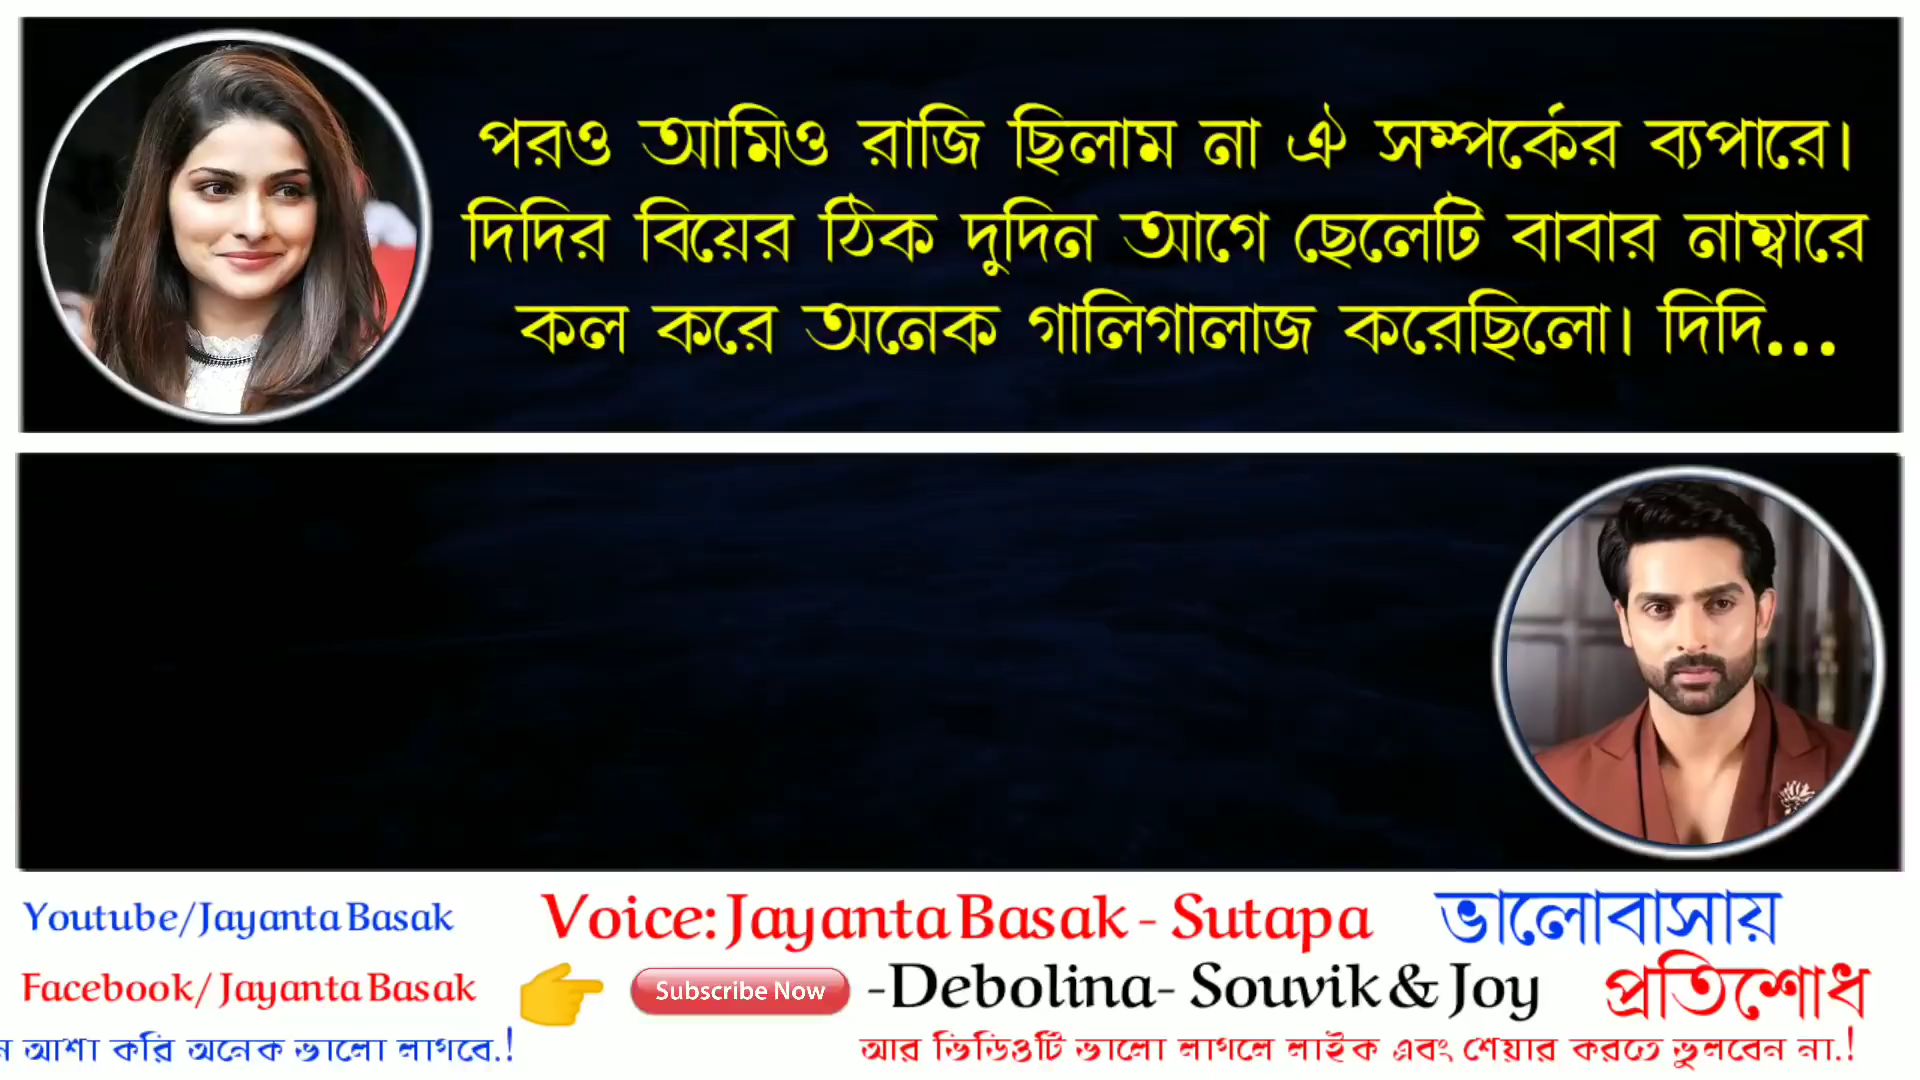 পরও আমিও রাজি ছিলাম না ঐ সম্পর্কের ব্যপারে।
দিদির বিয়ের ঠিক দুদিন আগে ছেলেটি বাবার নাম্বারে
কল করে অনেক গালিগালাজ করেছিলো। দিদি...
Youtube/Jayanta Basak
Voice: Jayanta Basak - Sutapa
ভালোবাসায়
Facebook/ Jayanta Basak
Subscribe Now
-Debolina- Souvik & Joy
প্রতিশোধ
ন আশা করি অনেক ভালো লাগবে.!
আর ভিডিওটি ভালো লাগলে লাইক এবং শেয়ার করতে ভুলবেন না.!